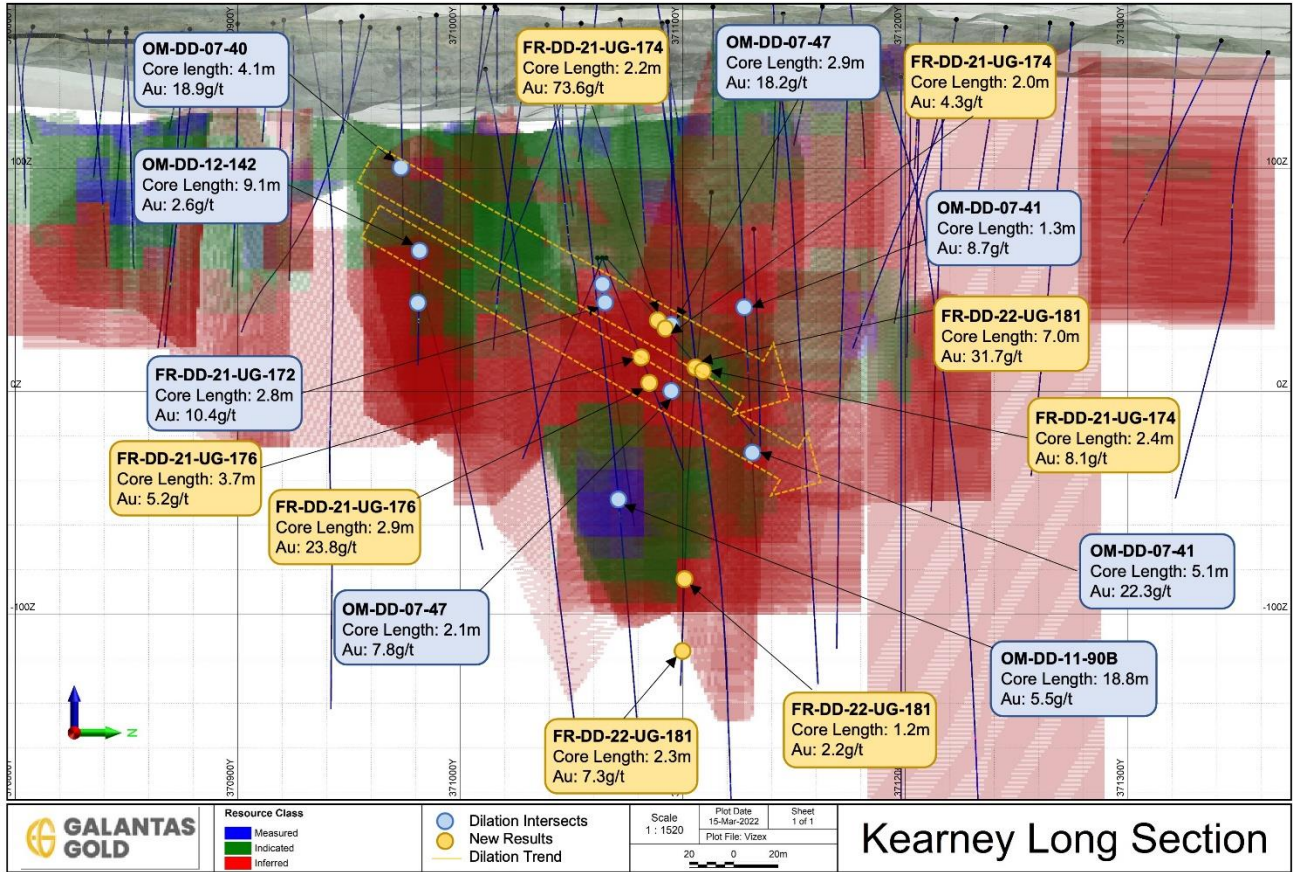 OM-DD-07-40
Core length: 4.1m
Au: 18.9g/t
FR-DD-21-UG-174
Core Length: 2.2m
Au: 73.6g/t
OM-DD-07-47
Core Length: 2.9m
Au: 18.2g/t
FR-DD-21-UG-174
Core Length: 2.0m
Au: 4.3g/t
370900Y
371000Y
371100Y
371200Y
371300Y
100Z
100Z
OM-DD-12-142
Core Length: 9.1m
Au: 2.6g/t
OM-DD-07-41
Core Length: 1.3m
Au: 8.7g/t
FR-DD-22-UG-181
Core Length: 7.0m
Au: 31.7g/t
FR-DD-21-UG-172
Core Length: 2.8m
Au: 10.4g/t
0Z
0Z
FR-DD-21-UG-174
Core Length: 2.4m
Au: 8.1g/t
FR-DD-21-UG-176
Core Length: 3.7m
Au: 5.2g/t
FR-DD-21-UG-176
Core Length: 2.9m
Au: 23.8g/t
OM-DD-07-41
Core Length: 5.1m
Au: 22.3g/t
OM-DD-07-47
Core Length: 2.1m
Au: 7.8g/t
-100Z
-100Z
OM-DD-11-90B
Core Length: 18.8m
Au: 5.5g/t
FR-DD-22-UG-181
Core Length: 2.3m
Au: 7.3g/t
FR-DD-22-UG-181
Core Length: 1.2m
Au: 2.2g/t
N
370900Y
371000Y
371200Y
371300Y
GALANTAS
GOLD
Resource Class
Measured
Indicated
Inferred
Dilation Intersects
New Results
Dilation Trend
Scale
1 : 1520
Plot Date
15-Mar-2022
Sheet
1 of 1
Plot File: Vizex
20 0 20m
Kearney Long Section